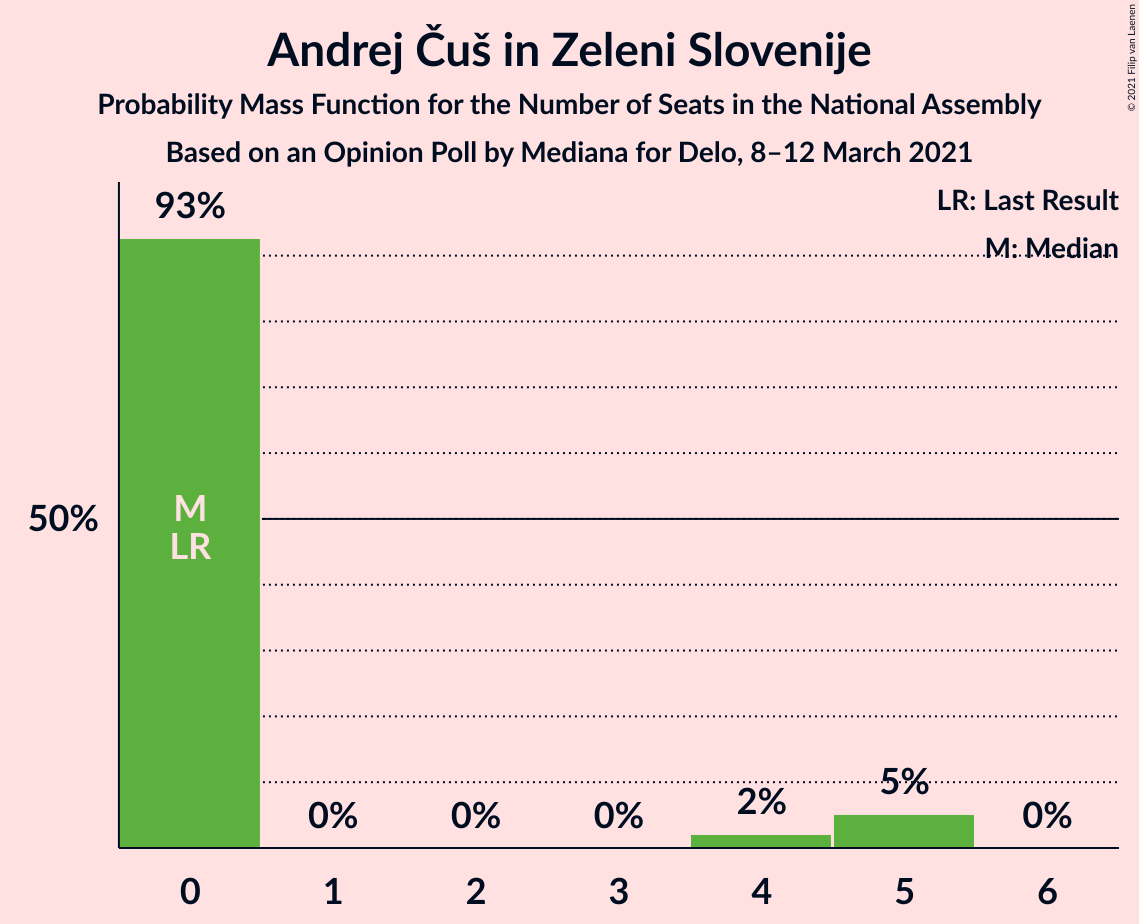 Andrej Čuš in Zeleni Slovenije
Probability Mass Function for the Number of Seats in the National Assembly
Based on an Opinion Poll by Mediana for Delo, 8–12 March 2021
© 2021 Filip van Laenen
LR: Last Result
M: Median
93%
50%
M
LR
0%
0%
0%
2%
5%
0%
0
1
2
3
4
5
6